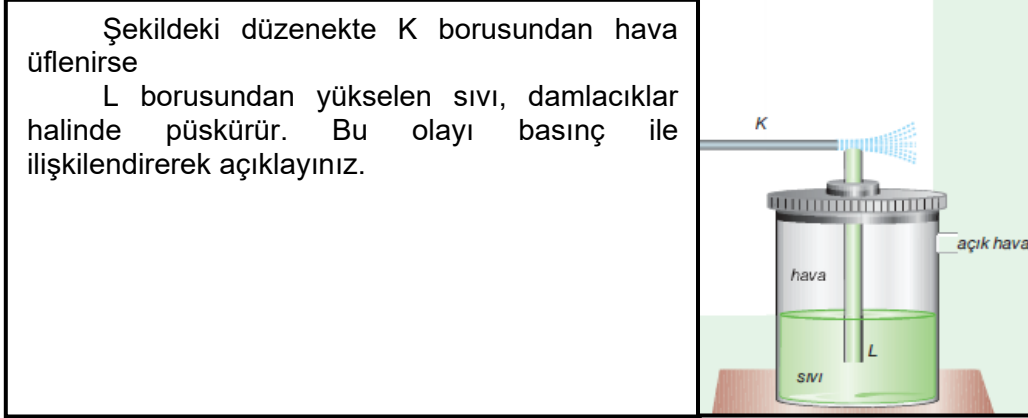 Şekildeki düzenekte K borusundan hava
üflenirse
L borusundan yükselen sıvı, damlacıklar
halinde püskürür. Bu olayı basınç ile
ilişkilendirerek açıklayınız.
K
açık hava
hava
L
sıvı